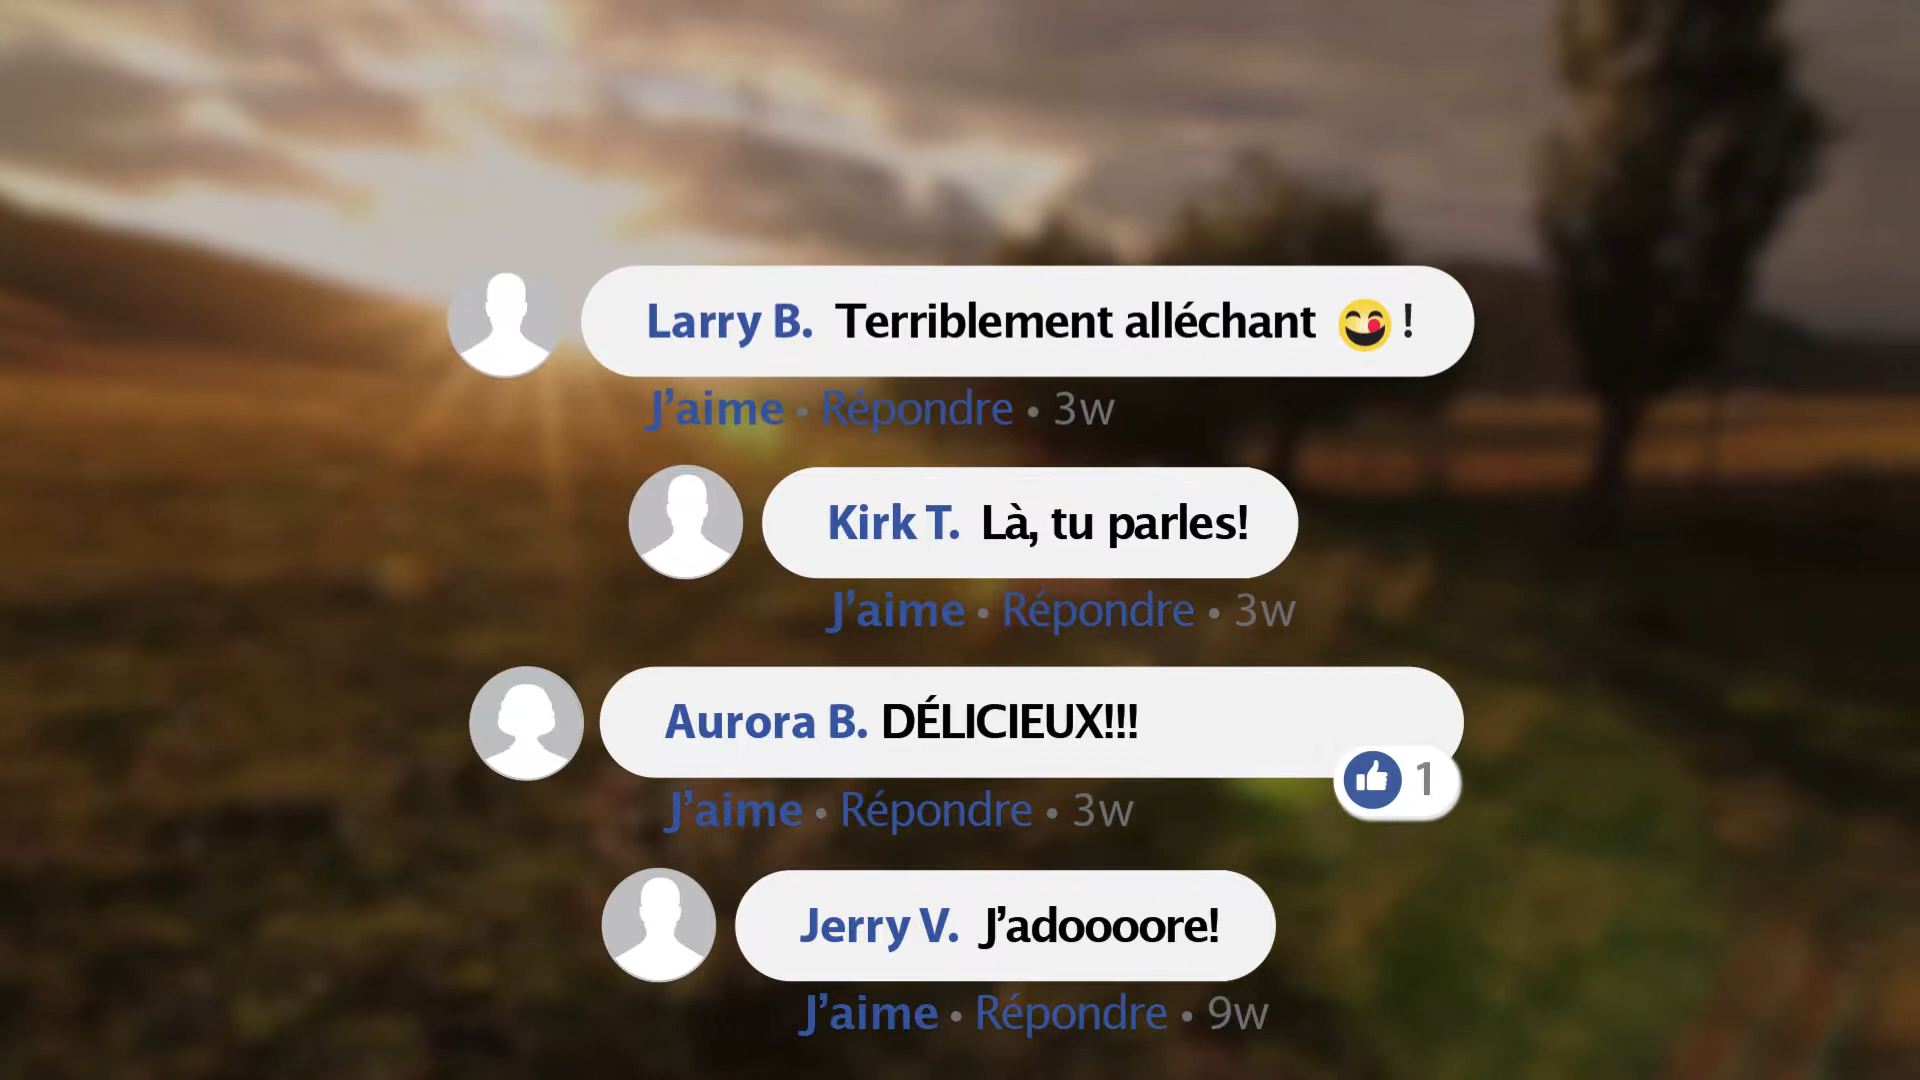 Larry B. Terriblement alléchant 😋 !
J’aime • Répondre • 3w
Kirk T. Là, tu parles!
J’aime • Répondre • 3w
Aurora B. DÉLICIEUX!!!
1
J’aime • Répondre • 3w
Jerry V. J’adoooore!
J’aime • Répondre • 9w